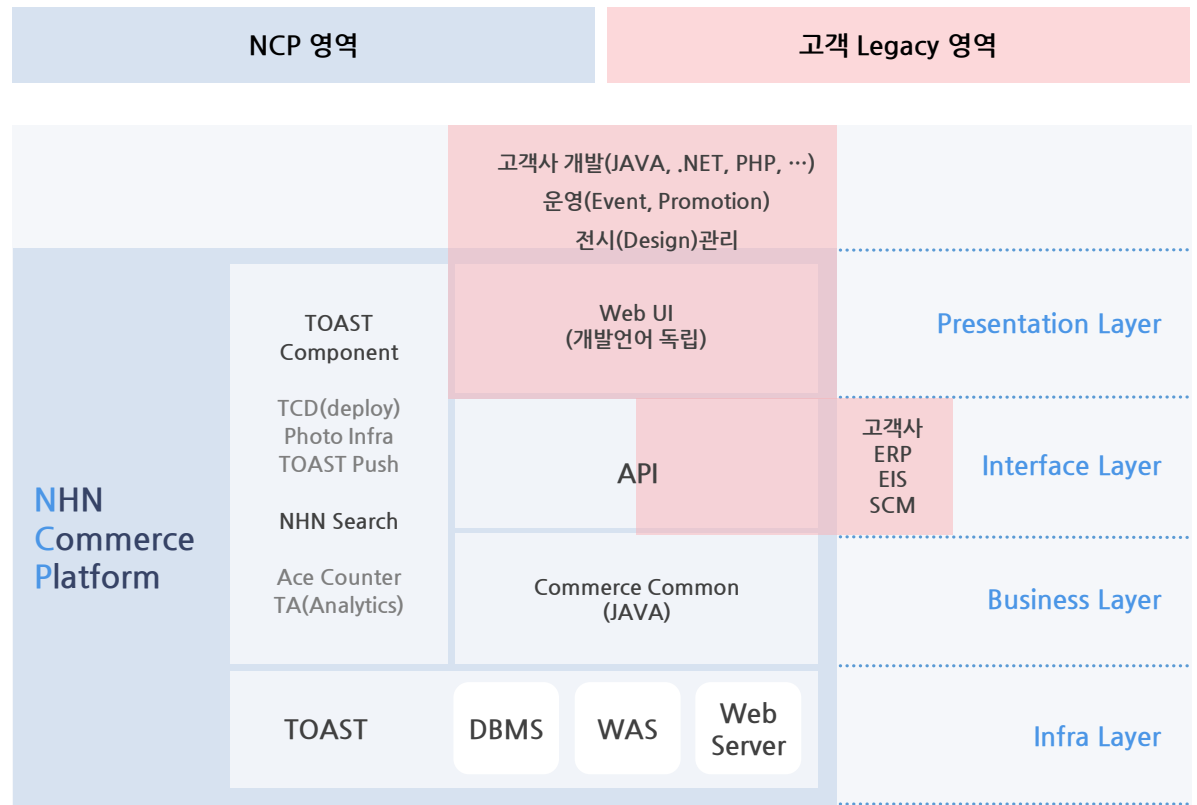 NCP 영역
고객 Legacy 영역
고객사 개발(JAVA, .NET, PHP, …)
운영(Event, Promotion)
전시(Design)관리
NHN
Commerce
Platform
TOAST
Component
TCD(deploy)
Photo Infra
TOAST Push
NHN Search
Ace Counter
TA(Analytics)
Web UI
(개발언어 독립)
API
고객사
ERP
EIS
SCM
Commerce Common
(JAVA)
TOAST
DBMS
WAS
Web
Server
Presentation Layer
Interface Layer
Business Layer
Infra Layer